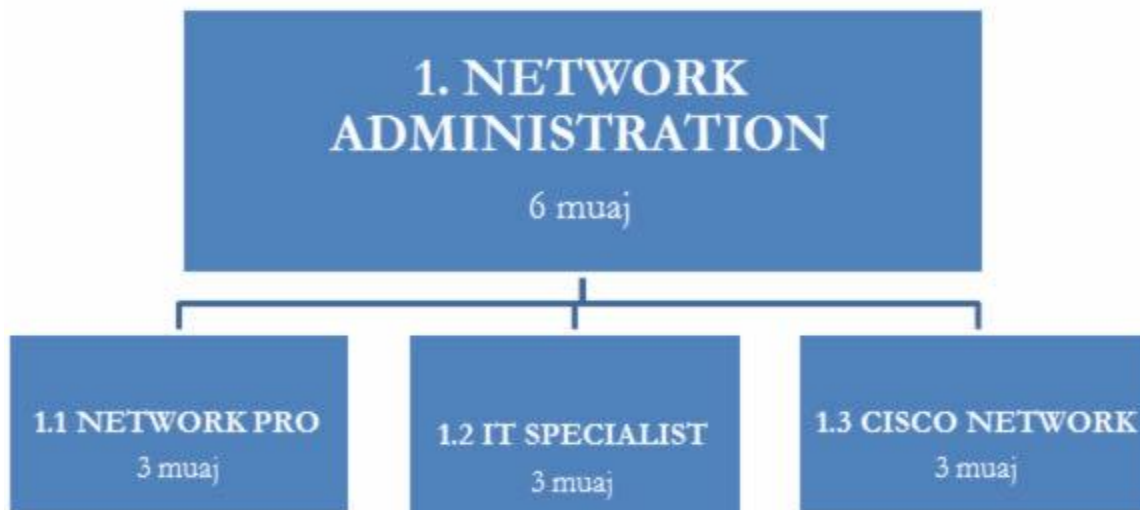 1. NETWORK
ADMINISTRATION
6 muaj
1.1 NETWORK PRO
3 muaj
1.2 IT SPECIALIST
3 muaj
1.3 CISCO NETWORK
3 muaj